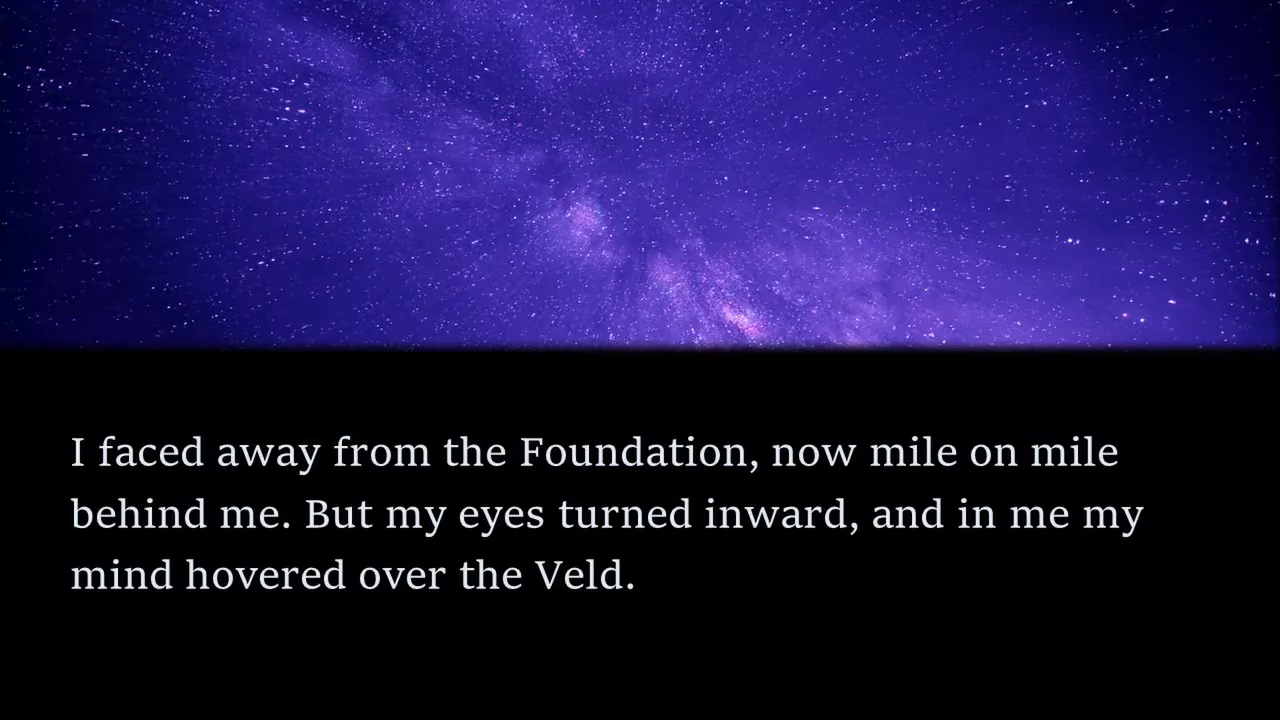 I faced away from the Foundation, now mile on mile
behind me. But my eyes turned inward, and in me my
mind hovered over the Veld.